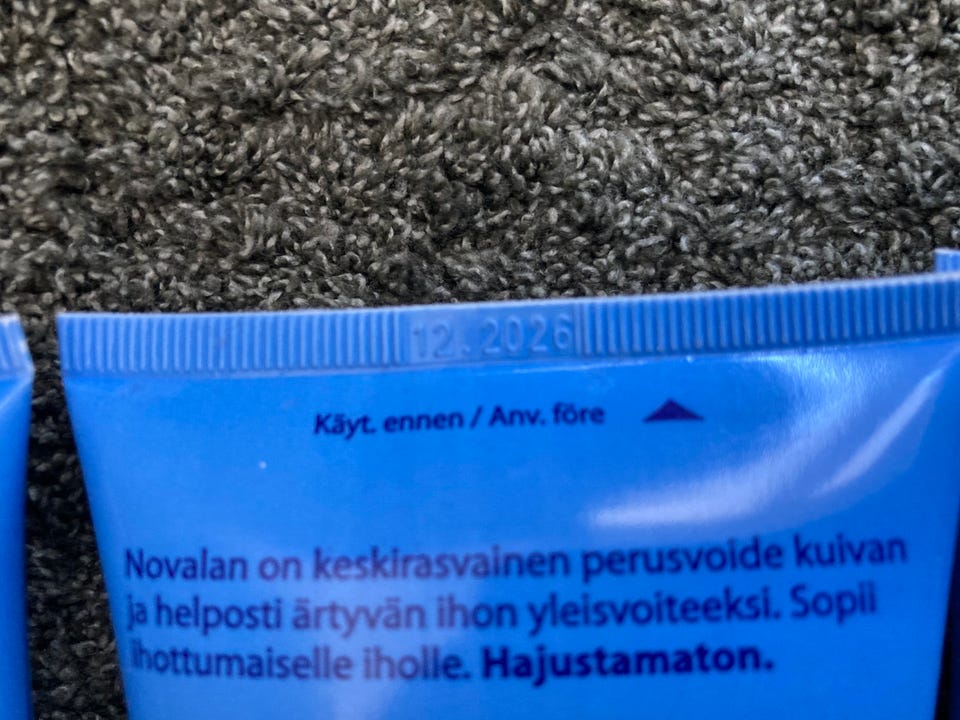 12. 2026
Käyt. ennen / Anv. före
Novalan on keskirasvainen perusvoide kuivan
ja helposti ärtyvän ihon yleisvoiteeksi. Sopii
ihottumaiselle iholle. Hajustamaton.